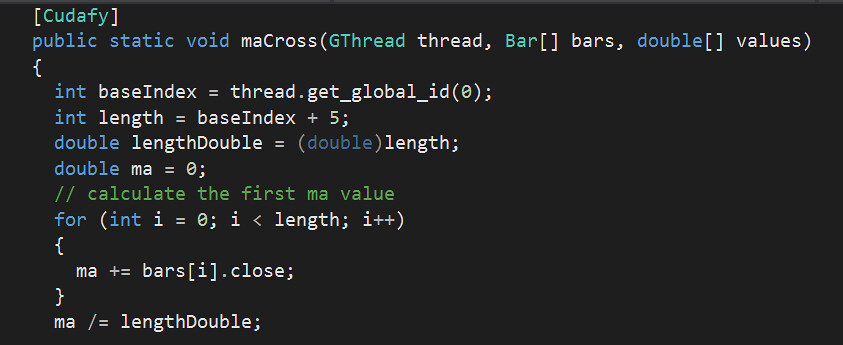 [Cudafy]
public static void maCross(GThread thread, Bar[] bars, double[] values)
{
  int baseIndex = thread.get_global_id(0);
  int length = baseIndex + 5;
  double lengthDouble = (double)length;
  double ma = 0;
  // calculate the first ma value
  for (int i = 0; i < length; i++)
  {
    ma += bars[i].close;
  }
  ma /= lengthDouble;